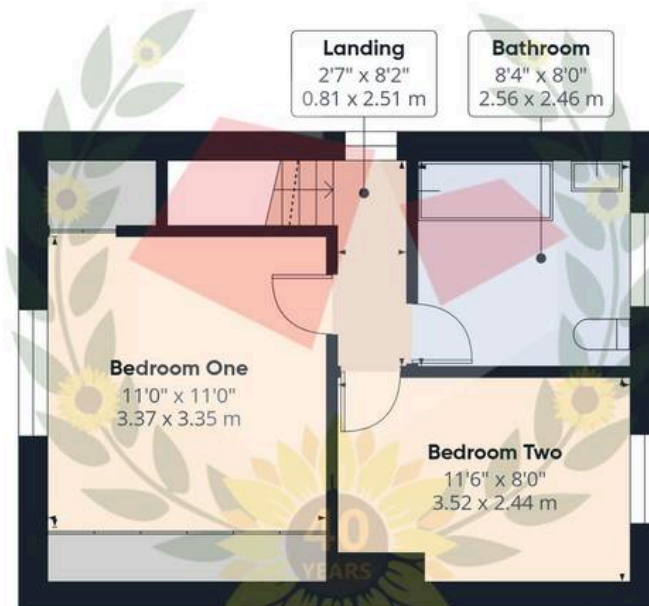 Landing
2'7" x 8'2"
0.81 x 2.51 m
Bathroom
8'4" x 8'0"
2.56 x 2.46 m
Bedroom One
11'0" x 11'0"
3.37 x 3.35 m
Bedroom Two
11'6" x 8'0"
3.52 x 2.44 m
40
YEARS